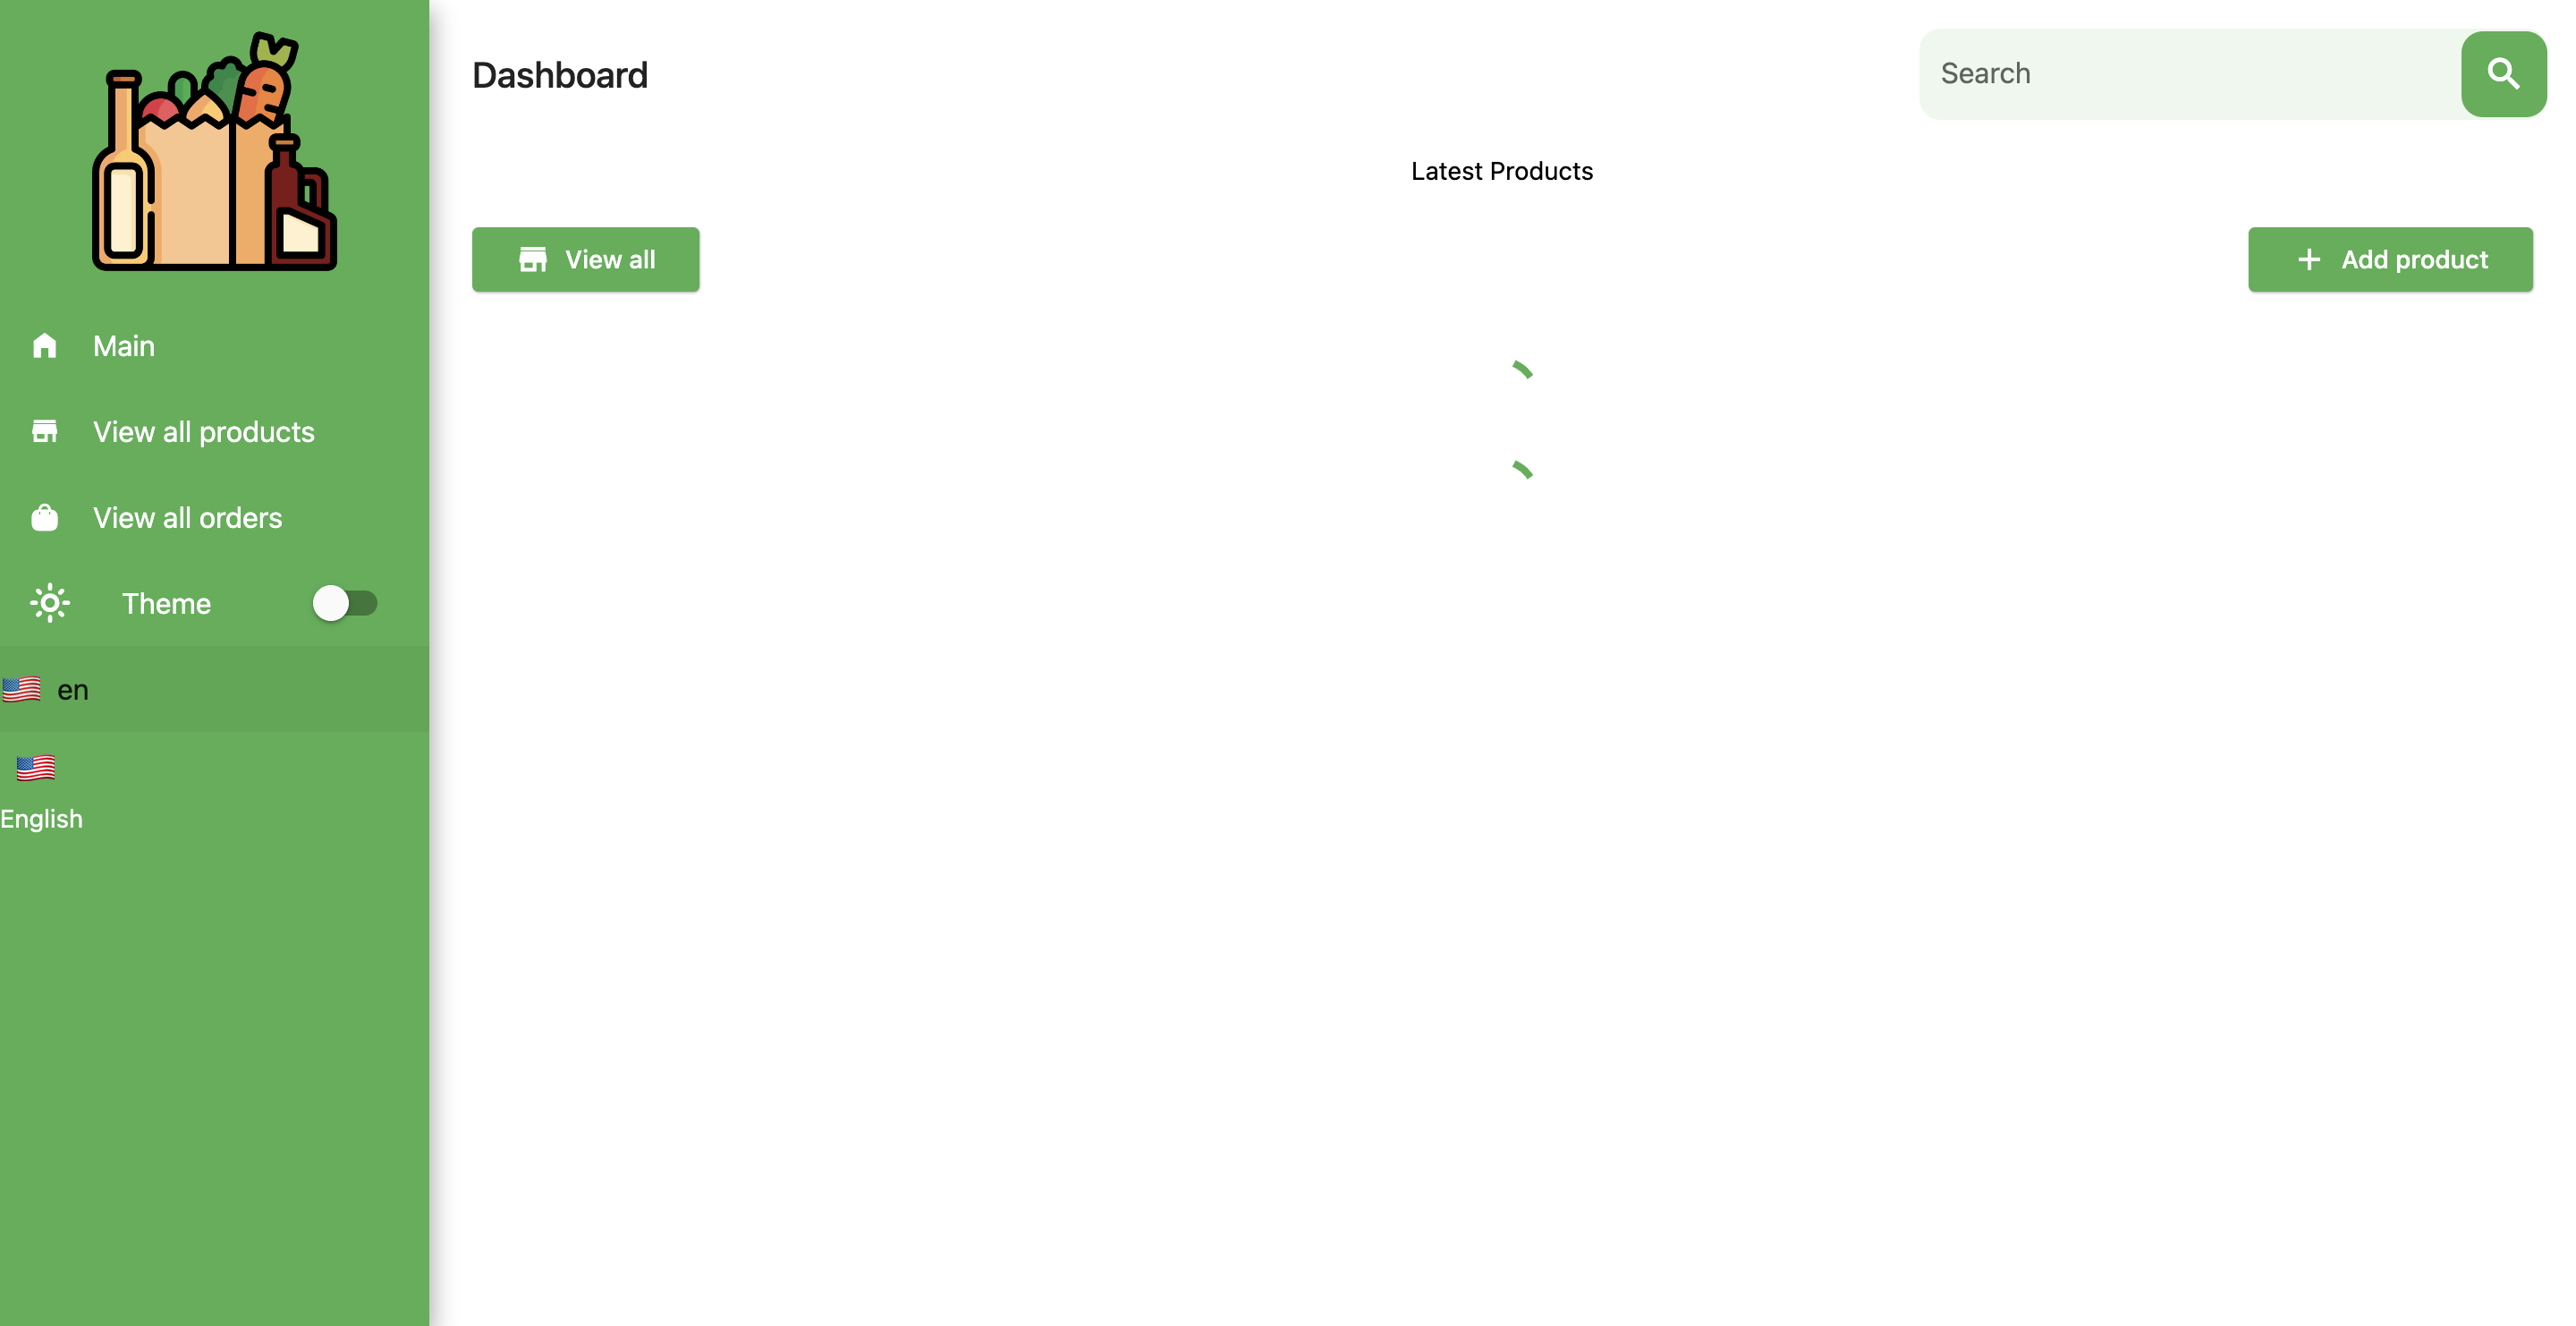 Dashboard
Search
Latest Products
View all
Add product
Main
View all products
View all orders
Theme
en
English